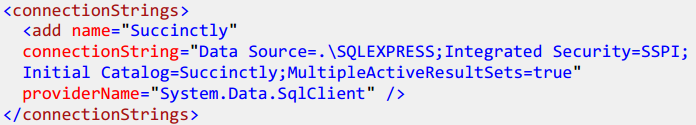 <connectionStrings>
<add name="Succinctly"
connectionString="Data Source=.\SQLEXPRESS;Integrated Security=SSPI;
Initial Catalog=Succinctly;MultipleActiveResultSets=true"
providerName="System.Data.SqlClient" />
</connectionStrings>